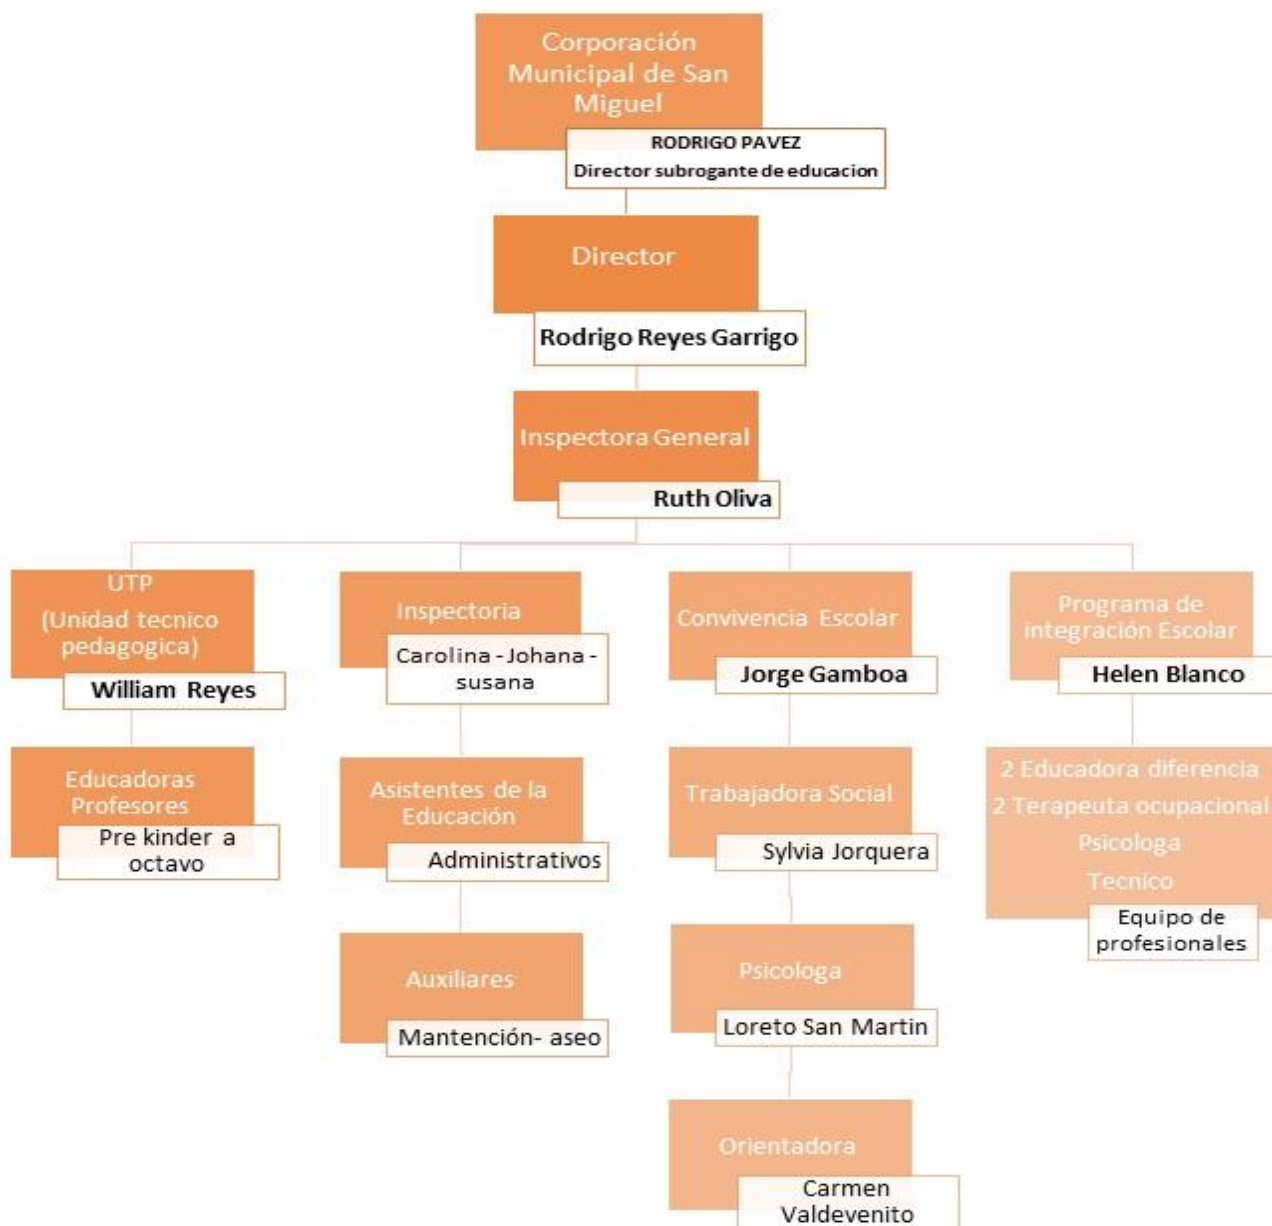 Corporación
Municipal de San
Miguel
RODRIGO PAVEZ
Director subrogante de educacion
Director
Rodrigo Reyes Garrigo
Inspectora General
Ruth Oliva
UTP
(Unidad tecnico
pedagogica)
William Reyes
Educadoras
Profesores
Pre kinder a
octavo
Inspectoria
Carolina - Johana -
susana
Asistentes de la
Educación
Administrativos
Auxiliares
Mantención- aseo
Convivencia Escolar
Jorge Gamboa
Trabajadora Social
Sylvia Jorquera
Psicologa
Loreto San Martin
Orientadora
Carmen
Valdevenito
Programa de
integración Escolar
Helen Blanco
2 Educadora diferencia
2 Terapeuta ocupacional
Psicologa
Tecnico
Equipo de
profesionales